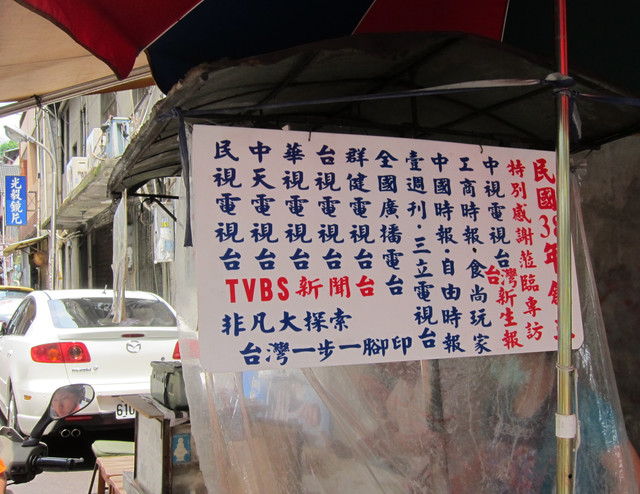 民國38年創
特別感謝蒞臨專訪
中視電視台
台灣新生報
工商時報·食尚玩家
中國時報·自由時報
壹週刊·三立電視台
全國廣播電台
群健電視台
台視電視台
華視電視台
中天電視台
民視電視台
TVBS新聞台
非凡大探索
台灣一步一腳印